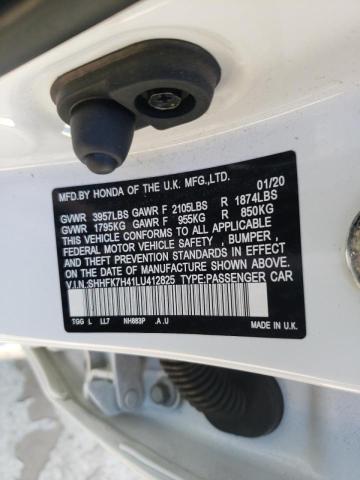 MFD.BY HONDA OF THE U.K. MFG.,LTD. 01/20
GVWR 3957LBS GAWR F 2105LBS R 1874LBS
GVWR 1795KG GAWR F 955KG R 850KG
THIS VEHICLE CONFORMS TO ALL APPLICABLE
FEDERAL MOTOR VEHICLE SAFETY , BUMPER ,
AND THEFT PREVENTION STANDARDS IN EFFECT
ON THE DATE OF MANUFACTURE SHOWN ABOVE.
V.I.N:SHHFK7H41LU412825 TYPE:PASSENGER CAR
TGG L LL7 NH883P .A.U
MADE IN U.K.